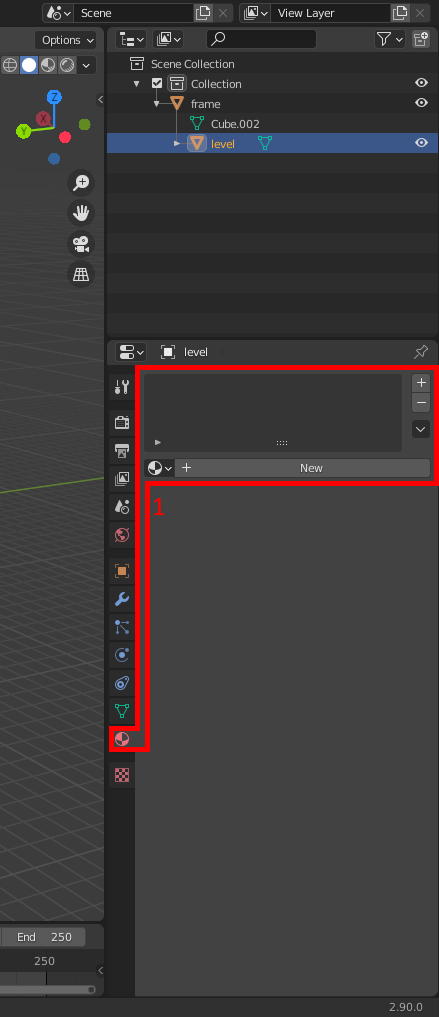 Scene
View Layer
Options
Scene Collection
Collection
Z
X
Y
frame
Cube.002
level
level
New
1
End 250
250
2.90.0